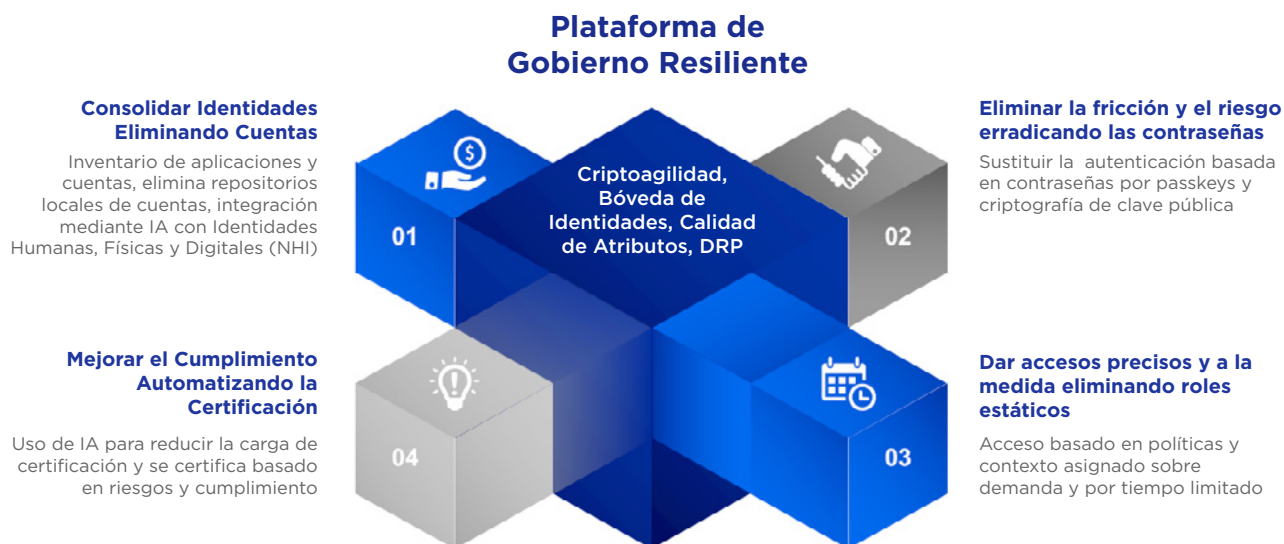 Plataforma de
Gobierno Resiliente
Consolidar Identidades
Eliminando Cuentas
Inventario de aplicaciones y
cuentas, elimina repositorios
locales de cuentas, integración
mediante IA con Identidades
Humanas, Físicas y Digitales (NHI)
01
Criptoagilidad,
Bóveda de
Identidades, Calidad
de Atributos, DRP
02
Eliminar la fricción y el riesgo
erradicando las contraseñas
Sustituir la autenticación basada
en contraseñas por passkeys y
criptografía de clave pública
Mejorar el Cumplimiento
Automatizando la
Certificación
Uso de IA para reducir la carga de
certificación y se certifica basado
en riesgos y cumplimiento
04
03
Dar accesos precisos y a la
medida eliminando roles
estáticos
Acceso basado en políticas y
contexto asignado sobre
demanda y por tiempo limitado